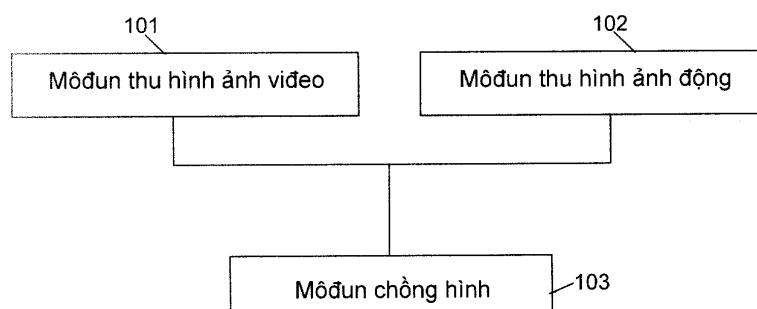 101
Môđun thu hình ảnh viđeo
102
Môđun thu hình ảnh động
Môđun chồng hình
103